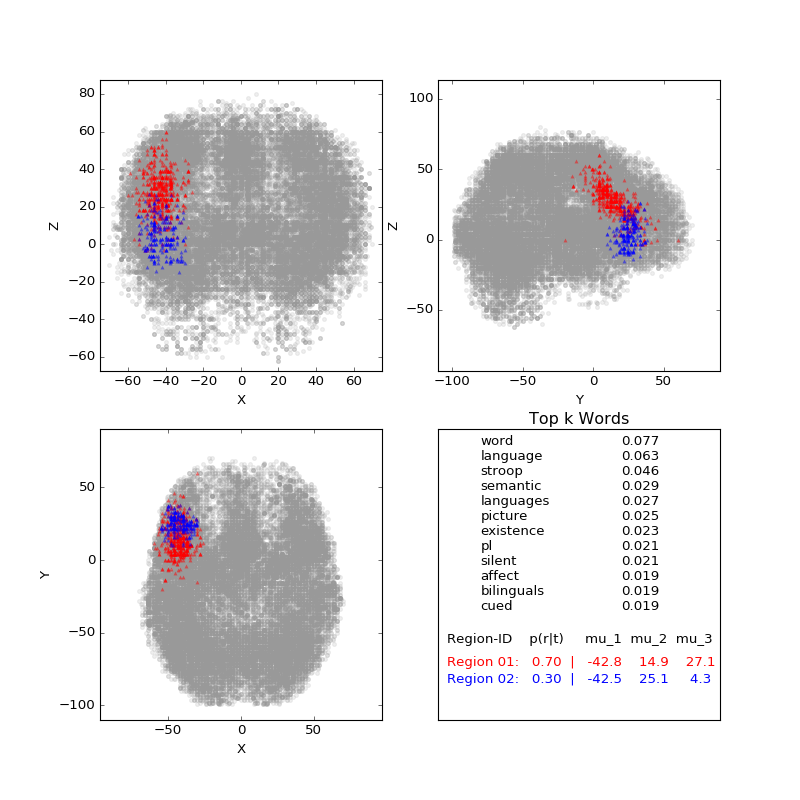 80
60
40
20
0
−20
−40
−60
Z
−60 −40 −20 0 20 40 60
X
100
50
0
−50
Z
−100 −50 0 50
Y
50
0
−50
−100
Y
−50 0 50
X
Top k Words
word 0.077
language 0.063
stroop 0.046
semantic 0.029
languages 0.027
picture 0.025
existence 0.023
pl 0.021
silent 0.021
affect 0.019
bilinguals 0.019
cued 0.019
Region-ID p(r|t) mu_1 mu_2 mu_3
Region 01: 0.70 | -42.8 14.9 27.1
Region 02: 0.30 | -42.5 25.1 4.3